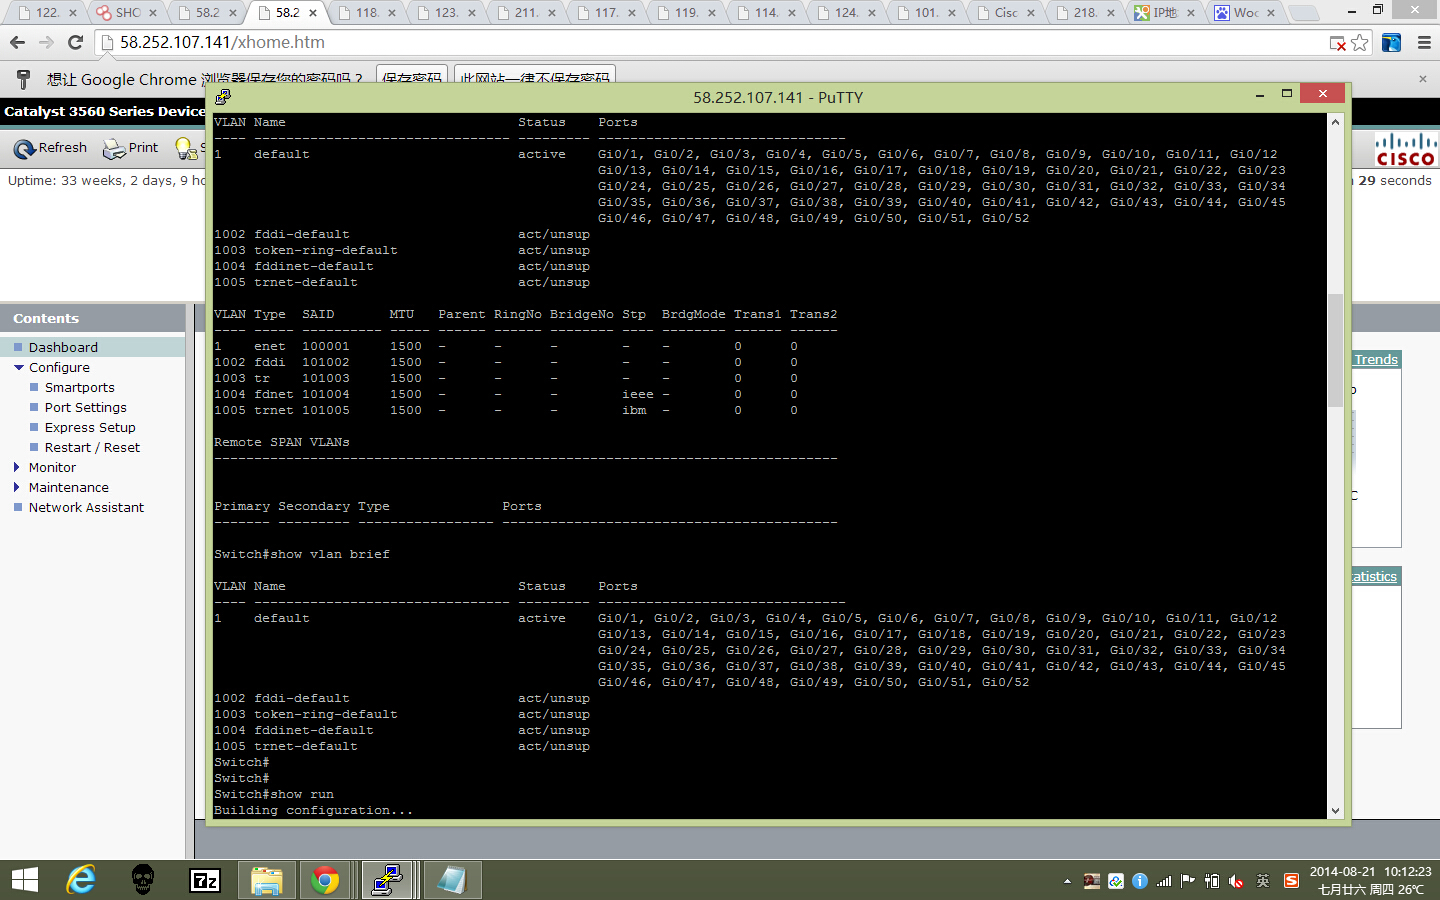 122. SHO 58.2 58.2 118. 123. 211. 117. 119. 114. 124. 101. Cisc 218. IP地 Woo
58.252.107.141/xhome.htm
想让 Google Chrome 浏览器保存您的密码吗？ 保存密码 此网站一律不保存密码
58.252.107.141 - PuTTY
Catalyst 3560 Series Device
Refresh Print S
CISCO
Uptime: 33 weeks, 2 days, 9 ho
29 seconds
Contents
Dashboard
Configure
Smartports
Port Settings
Express Setup
Restart / Reset
Monitor
Maintenance
Network Assistant
Trends
atistics
VLAN Name Status Ports
---- -------------------------------- --------- -------------------------------
1 default active Gi0/1, Gi0/2, Gi0/3, Gi0/4, Gi0/5, Gi0/6, Gi0/7, Gi0/8, Gi0/9, Gi0/10, Gi0/11, Gi0/12
Gi0/13, Gi0/14, Gi0/15, Gi0/16, Gi0/17, Gi0/18, Gi0/19, Gi0/20, Gi0/21, Gi0/22, Gi0/23
Gi0/24, Gi0/25, Gi0/26, Gi0/27, Gi0/28, Gi0/29, Gi0/30, Gi0/31, Gi0/32, Gi0/33, Gi0/34
Gi0/35, Gi0/36, Gi0/37, Gi0/38, Gi0/39, Gi0/40, Gi0/41, Gi0/42, Gi0/43, Gi0/44, Gi0/45
Gi0/46, Gi0/47, Gi0/48, Gi0/49, Gi0/50, Gi0/51, Gi0/52
1002 fddi-default act/unsup
1003 token-ring-default act/unsup
1004 fddinet-default act/unsup
1005 trnet-default act/unsup
VLAN Type SAID MTU Parent RingNo BridgeNo Stp BrdgMode Trans1 Trans2
---- ----- ---------- ----- ------ ------ -------- ---- -------- ------ ------
1 enet 100001 1500 - - - - - 0 0
1002 fddi 101002 1500 - - - - - 0 0
1003 tr 101003 1500 - - - - - 0 0
1004 fdnet 101004 1500 - - - ieee - 0 0
1005 trnet 101005 1500 - - - ibm - 0 0
Remote SPAN VLANs
------------------------------------------------------------------------------
Primary Secondary Type Ports
------- --------- ----------------- ------------------------------------------
Switch#show vlan brief
VLAN Name Status Ports
---- -------------------------------- --------- -------------------------------
1 default active Gi0/1, Gi0/2, Gi0/3, Gi0/4, Gi0/5, Gi0/6, Gi0/7, Gi0/8, Gi0/9, Gi0/10, Gi0/11, Gi0/12
Gi0/13, Gi0/14, Gi0/15, Gi0/16, Gi0/17, Gi0/18, Gi0/19, Gi0/20, Gi0/21, Gi0/22, Gi0/23
Gi0/24, Gi0/25, Gi0/26, Gi0/27, Gi0/28, Gi0/29, Gi0/30, Gi0/31, Gi0/32, Gi0/33, Gi0/34
Gi0/35, Gi0/36, Gi0/37, Gi0/38, Gi0/39, Gi0/40, Gi0/41, Gi0/42, Gi0/43, Gi0/44, Gi0/45
Gi0/46, Gi0/47, Gi0/48, Gi0/49, Gi0/50, Gi0/51, Gi0/52
1002 fddi-default act/unsup
1003 token-ring-default act/unsup
1004 fddinet-default act/unsup
1005 trnet-default act/unsup
Switch#
Switch#
Switch#show run
Building configuration...
7z
英
2014-08-21 10:12:23
七月廿六 周四 26℃